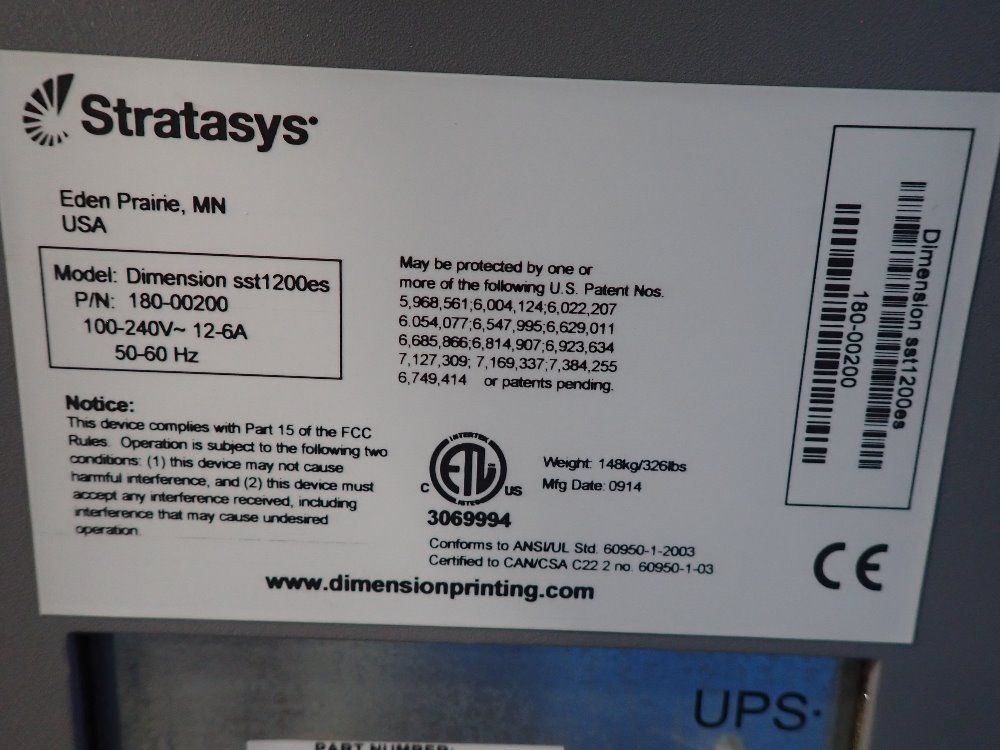 Stratasys
Eden Prairie, MN
USA
Model: Dimension sst1200es
P/N: 180-00200
100-240V~ 12-6A
50-60 Hz
May be protected by one or
more of the following U.S. Patent Nos.
5,968,561;6,004,124;6,022,207
6.054,077;6,547,995;6,629,011
6,685,866;6,814,907;6,923,634
7,127,309; 7,169,337;7,384,255
6,749,414 or patents pending.
Notice:
This device complies with Part 15 of the FCC
Rules. Operation is subject to the following two
conditions: (1) this device may not cause
harmful interference, and (2) this device must
accept any interference received, including
interference that may cause undesired
operation.
INTERTEK
ETL
C US
3069994
Weight: 148kg/326lbs
Mfg Date: 0914
Conforms to ANSI/UL Std. 60950-1-2003
Certified to CAN/CSA C22 2 no. 60950-1-03
www.dimensionprinting.com
Dimension sst1200es
180-00200
CE
UPS
PART NUMBER: